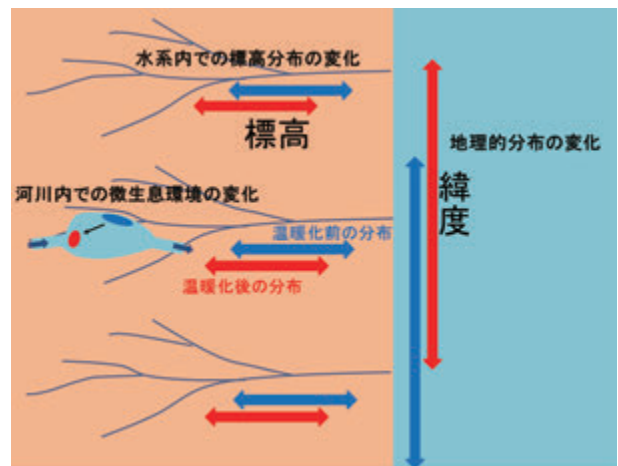 水系内での標高分布の変化
標高
地理的分布の変化
緯度
河川内での微生息環境の変化
温暖化前の分布
温暖化後の分布